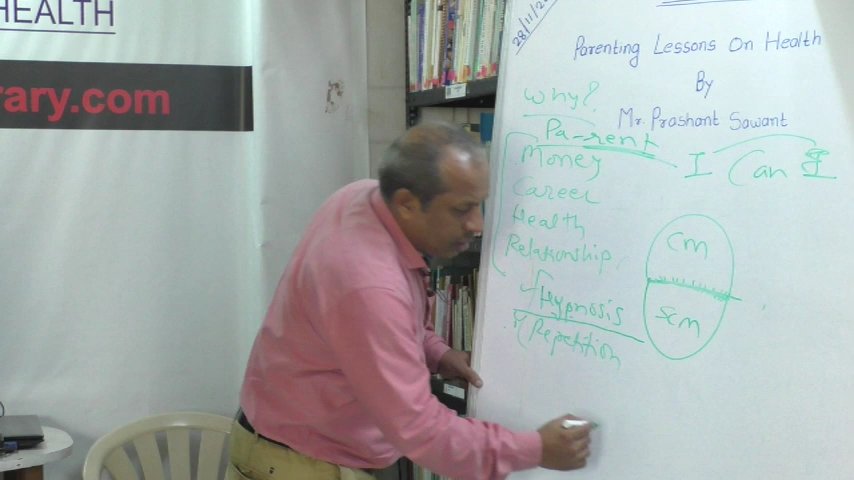 HEALTH
rary.com
28/11/2
Parenting Lessons On Health
By
Mr. Prashant Sawant
Why?
Pa-rent
I Can I
Money
Career
Health
Relationship
Hypnosis
Repetition
CM
SCM